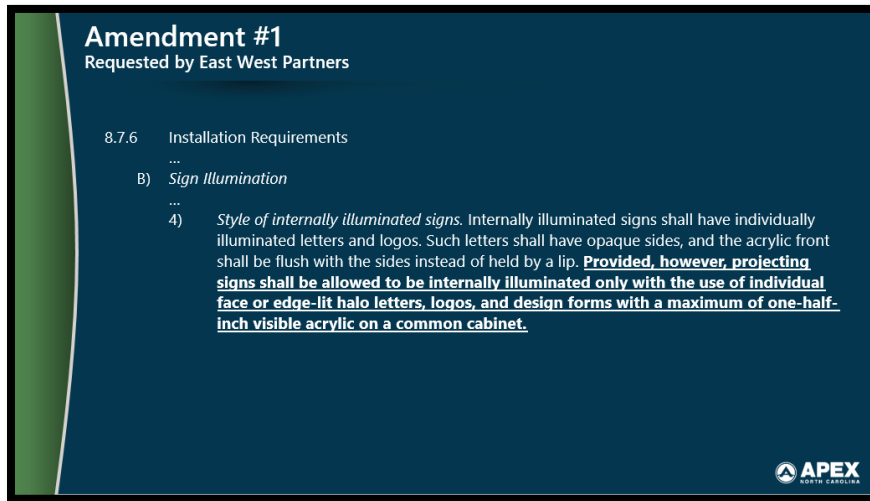 Amendment #1
Requested by East West Partners
8.7.6 Installation Requirements
...
B) Sign Illumination
...
4) Style of internally illuminated signs. Internally illuminated signs shall have individually
illuminated letters and logos. Such letters shall have opaque sides, and the acrylic front
shall be flush with the sides instead of held by a lip. Provided, however, projecting
signs shall be allowed to be internally illuminated only with the use of individual
face or edge-lit halo letters, logos, and design forms with a maximum of one-half-
inch visible acrylic on a common cabinet.
APEX
NORTH CAROLINA